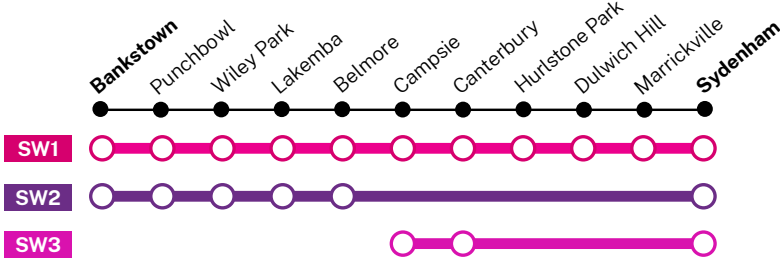 Bankstown
Punchbowl
Wiley Park
Lakemba
Belmore
Campsie
Canterbury
Hurlstone Park
Dulwich Hill
Marrickville
Sydenham
SW1
SW2
SW3